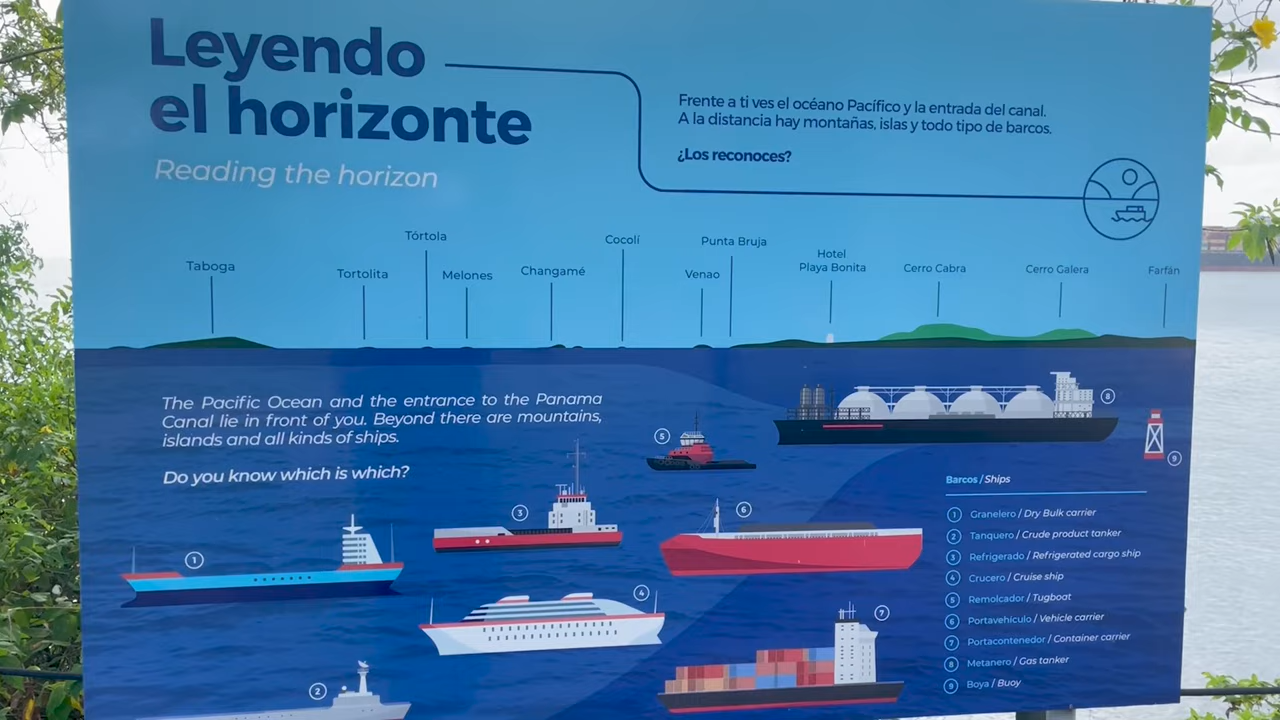 Leyendo
el horizonte
Reading the horizon
Frente a ti ves el océano Pacífico y la entrada del canal.
A la distancia hay montañas, islas y todo tipo de barcos.
¿Los reconoces?
Taboga
Tortolita
Tórtola
Melones
Changamé
Cocolí
Venao
Punta Bruja
Hotel
Playa Bonita
Cerro Cabra
Cerro Galera
Farfán
The Pacific Ocean and the entrance to the Panama
Canal lie in front of you. Beyond there are mountains,
islands and all kinds of ships.
Do you know which is which?
8
5
9
3
6
1
4
7
2
Barcos / Ships
1 Granelero / Dry Bulk carrier
2 Tanquero / Crude product tanker
3 Refrigerado / Refrigerated cargo ship
4 Crucero / Cruise ship
5 Remolcador / Tugboat
6 Portavehículo / Vehicle carrier
7 Portacontenedor / Container carrier
8 Metanero / Gas tanker
9 Boya / Buoy